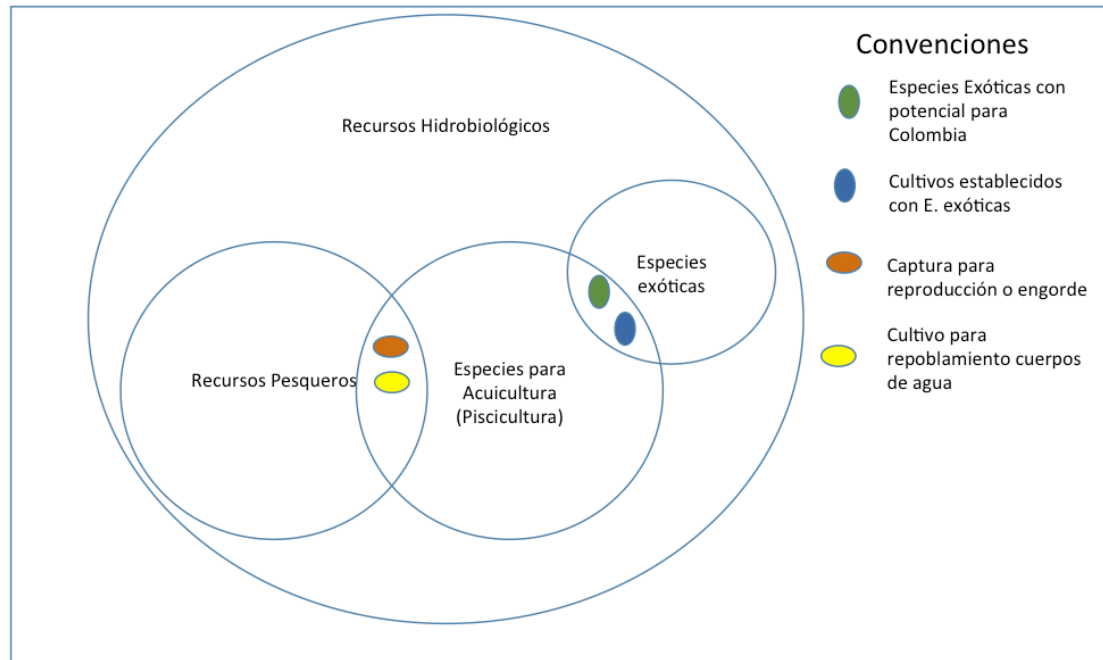 Recursos Hidrobiológicos
Recursos Pesqueros
Especies para
Acuicultura
(Piscicultura)
Especies
exóticas
Convenciones
Especies Exóticas con
potencial para
Colombia
Cultivos establecidos
con E. exóticas
Captura para
reproducción o engorde
Cultivo para
repoblamiento cuerpos
de agua